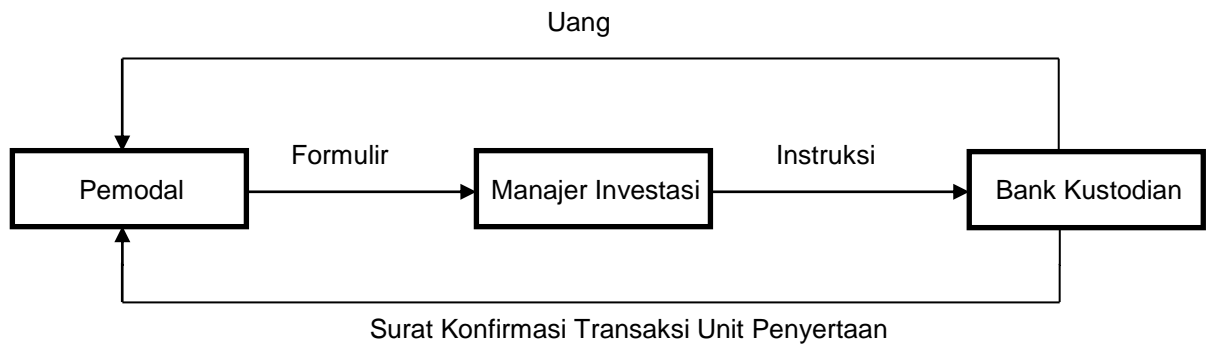 Uang
Formulir
Instruksi
Pemodal
Manajer Investasi
Bank Kustodian
Surat Konfirmasi Transaksi Unit Penyertaan